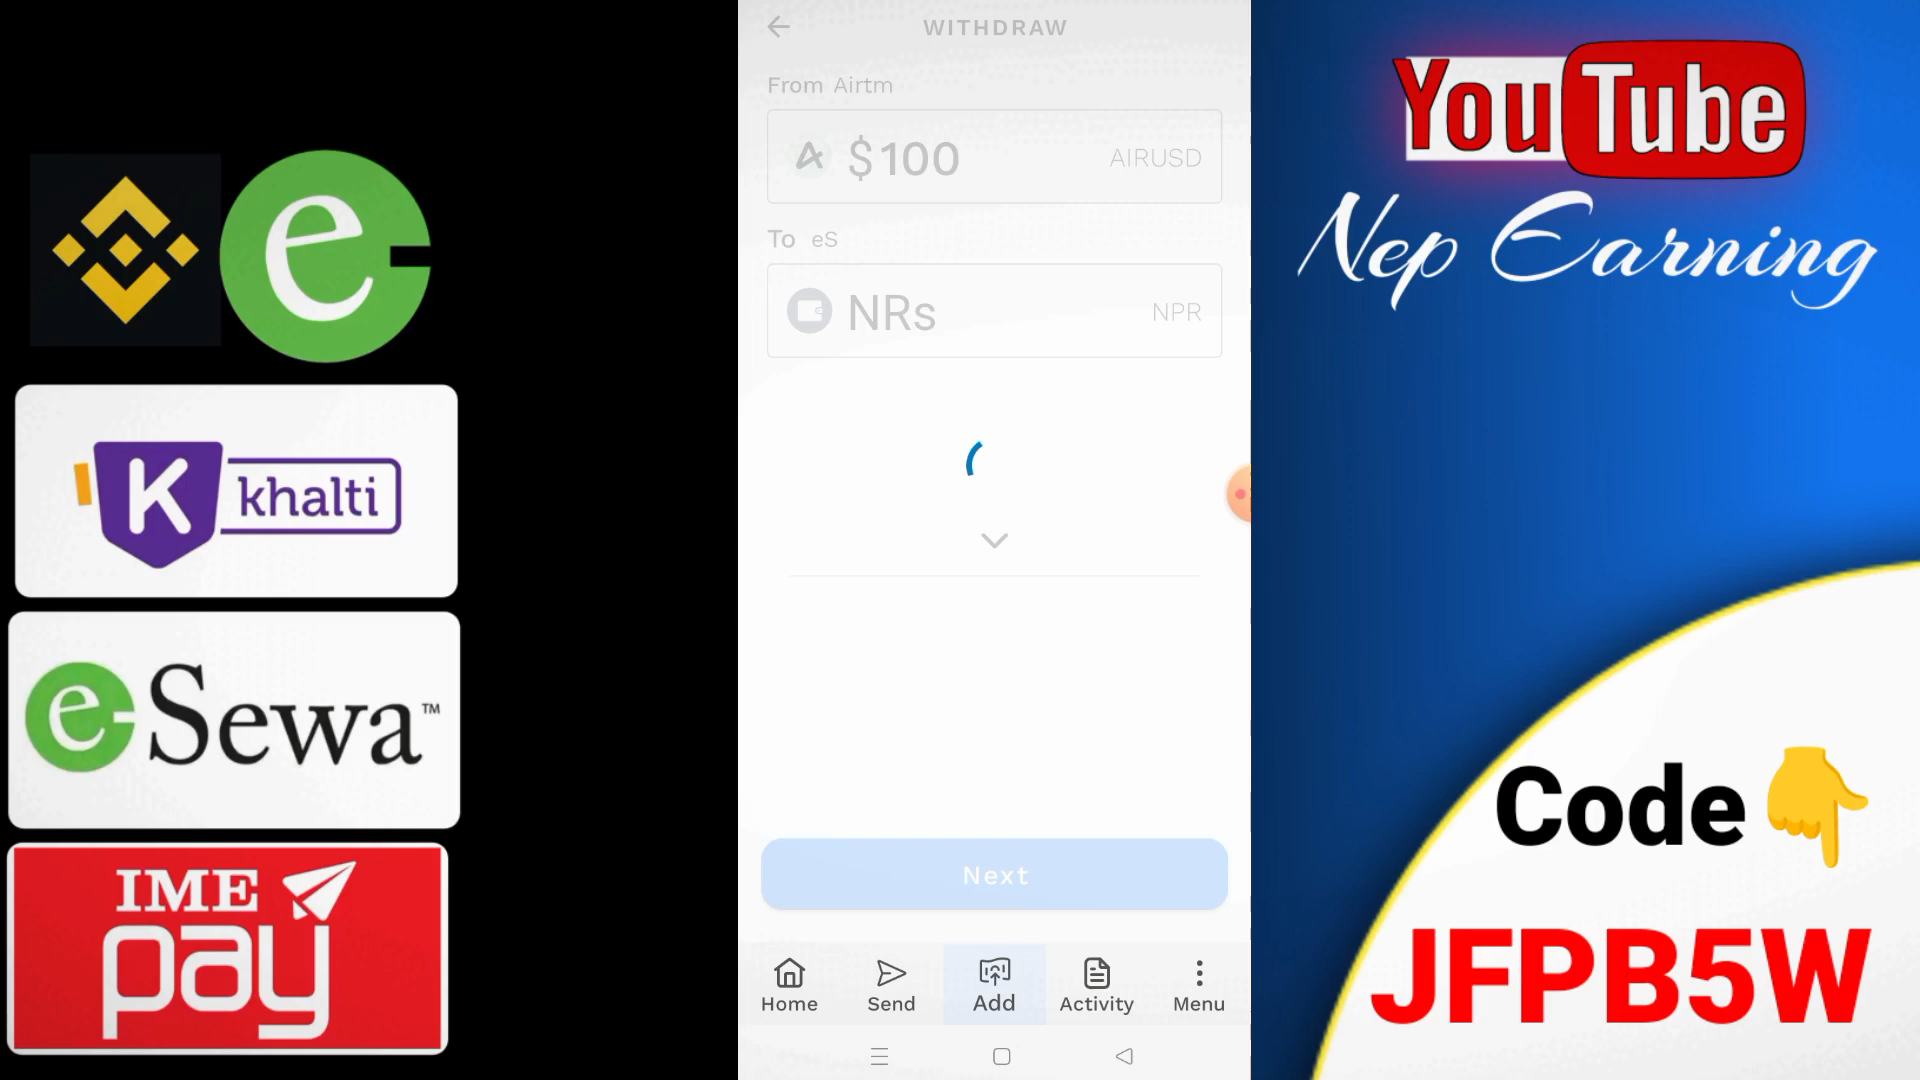 e
K khalti
e Sewa™
IME
pay
WITHDRAW
From Airtm
$100 AIRUSD
To eS
NRs NPR
Next
Home Send Add Activity Menu
YouTube
Nep Earning
Code👇
JFPB5W